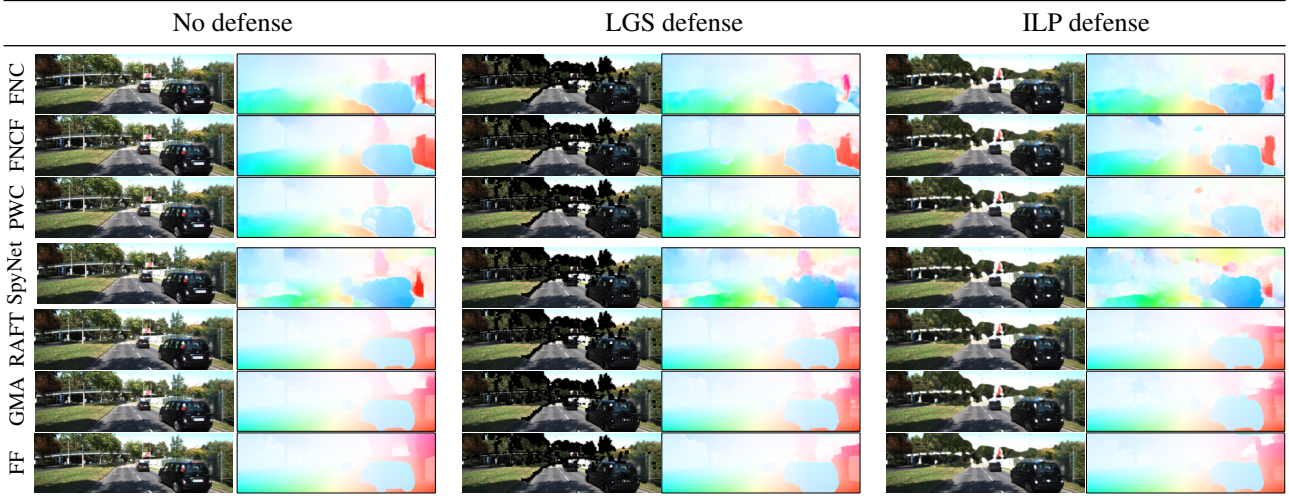 No defense LGS defense ILP defense
FNC
FNCF
PWC
SpyNet
RAFT
GMA
FF